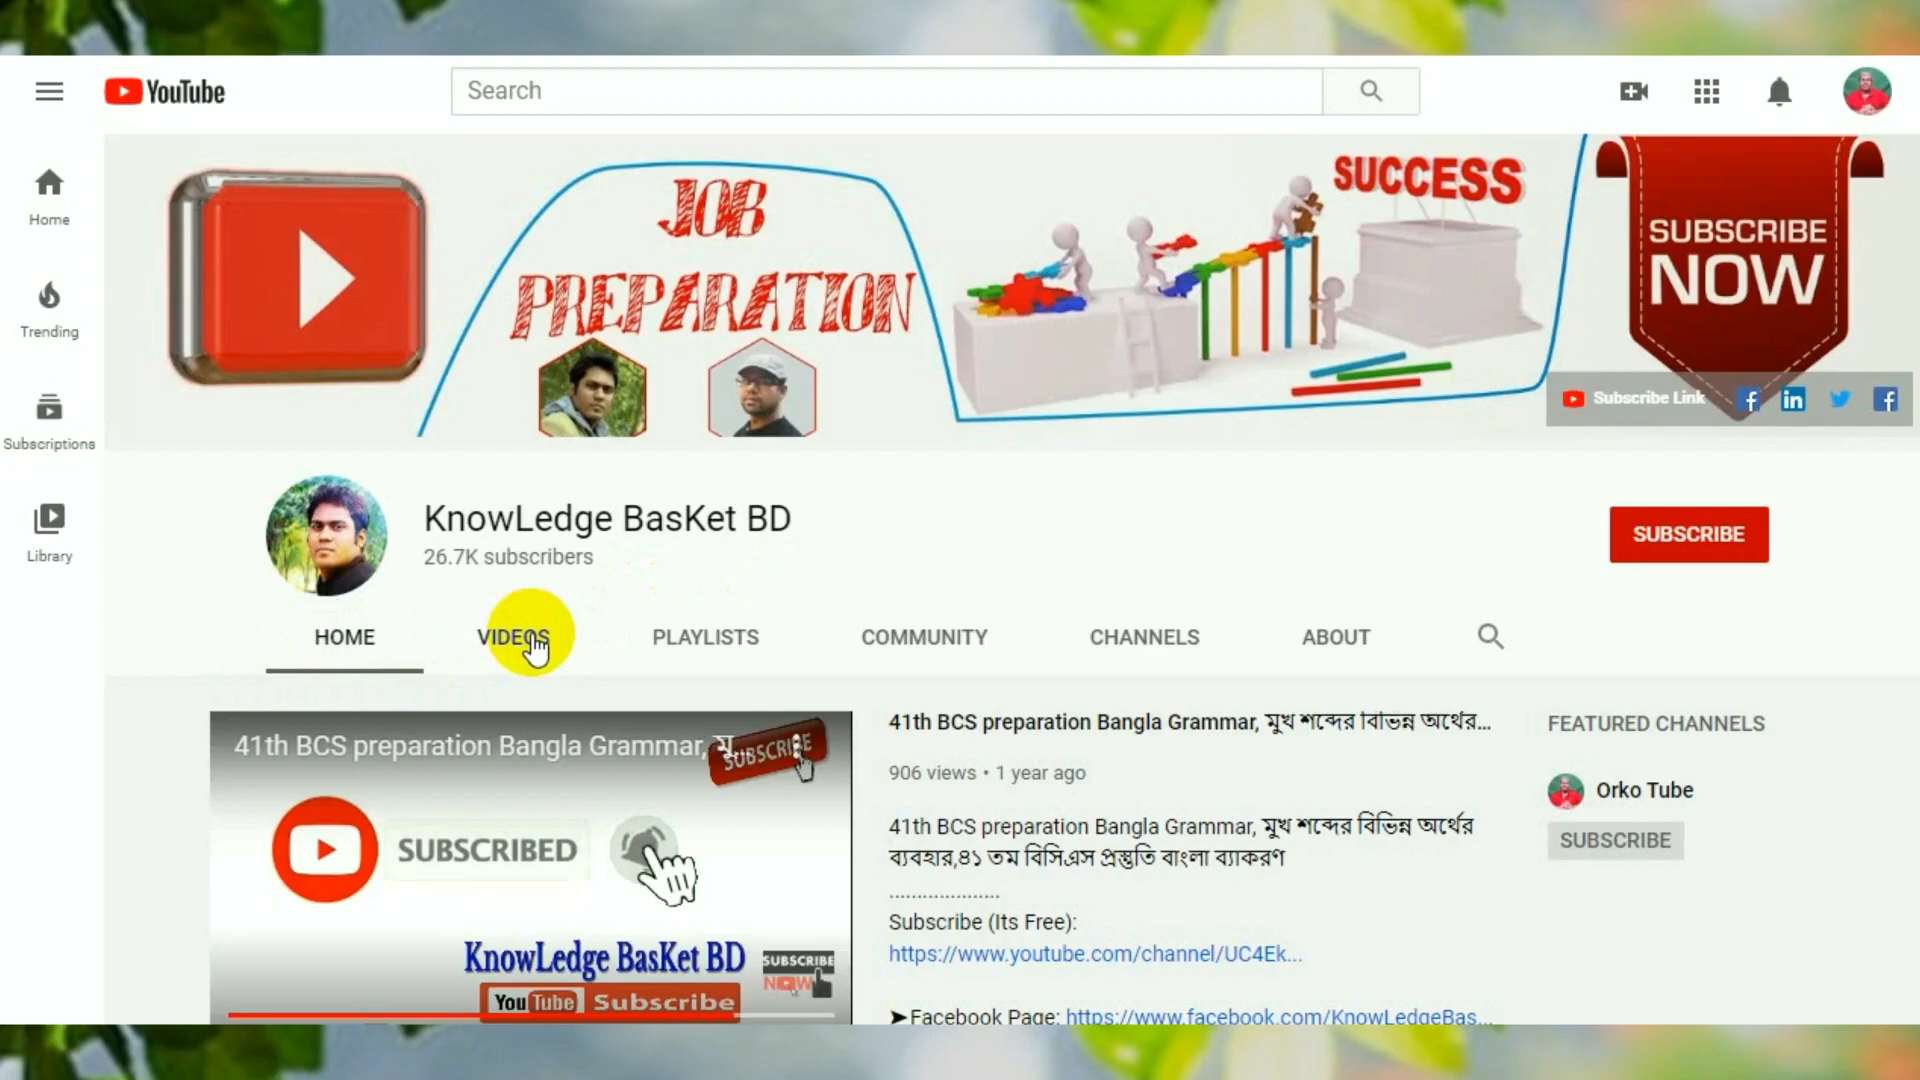 YouTube
Search
Home
Trending
Subscriptions
Library
JOB
PREPARATION
SUCCESS
SUBSCRIBE
NOW
Subscribe Link
KnowLedge BasKet BD
26.7K subscribers
SUBSCRIBE
HOME VIDEOS PLAYLISTS COMMUNITY CHANNELS ABOUT
41th BCS preparation Bangla Grammar, মু...
SUBSCRIBE
SUBSCRIBED
KnowLedge BasKet BD
SUBSCRIBE
NOW
YouTube Subscribe
41th BCS preparation Bangla Grammar, মুখ শব্দের বিভিন্ন অর্থের...
906 views • 1 year ago
41th BCS preparation Bangla Grammar, মুখ শব্দের বিভিন্ন অর্থের
ব্যবহার,৪১ তম বিসিএস প্রস্তুতি বাংলা ব্যাকরণ
....................
Subscribe (Its Free):
https://www.youtube.com/channel/UC4Ek...
➤Facebook Page: https://www.facebook.com/KnowLedgeBas...
FEATURED CHANNELS
Orko Tube
SUBSCRIBE